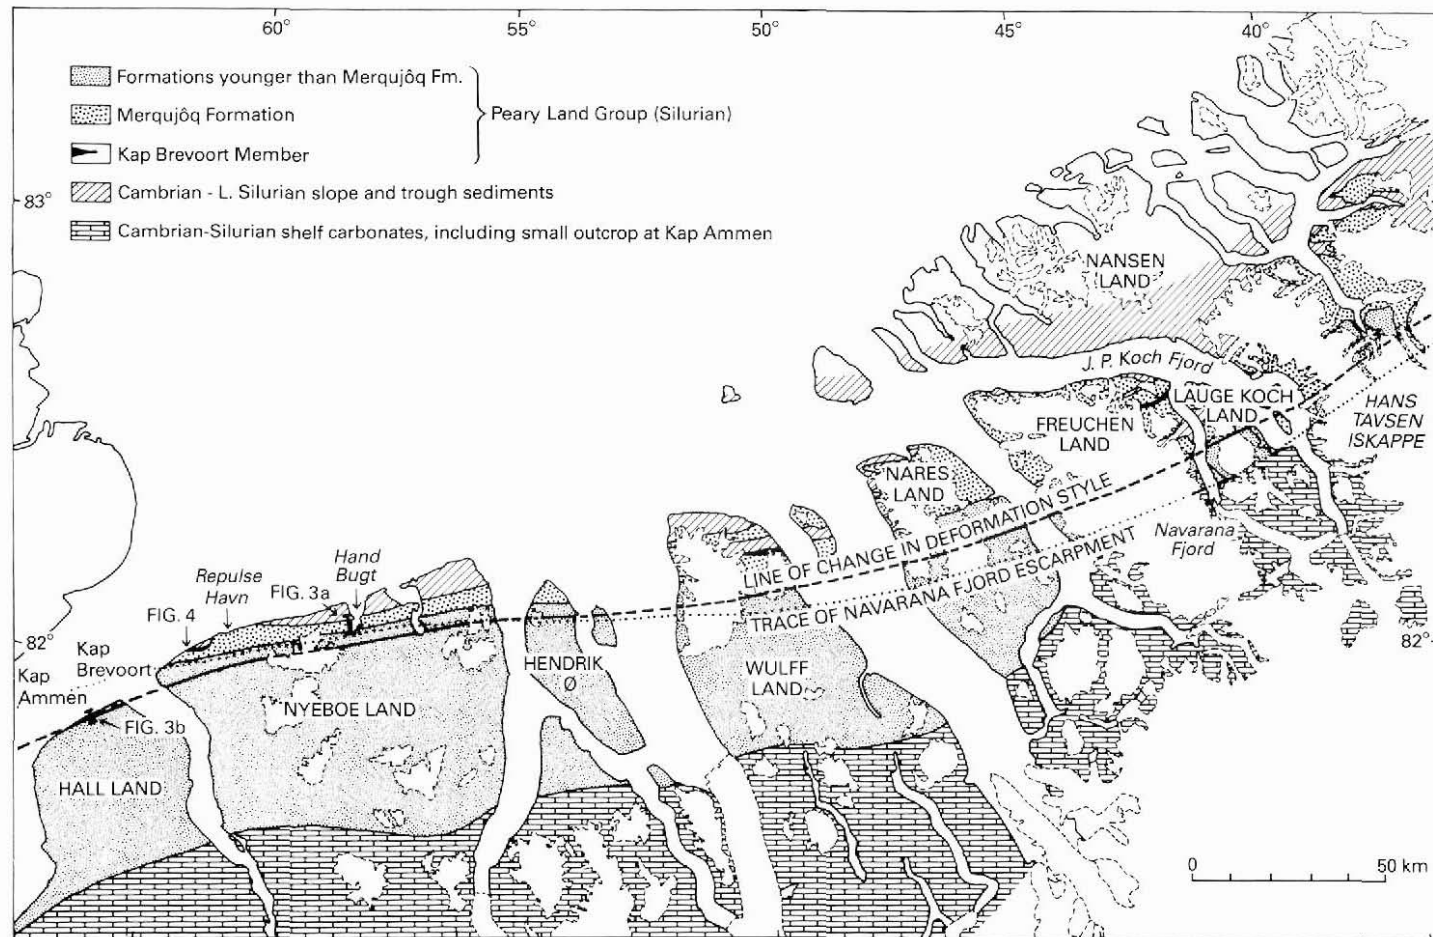 60° 55° 50° 45° 40°
Formations younger than Merqujôq Fm.
Merqujôq Formation
Peary Land Group (Silurian)
Kap Brevoort Member
Cambrian - L. Silurian slope and trough sediments
Cambrian-Silurian shelf carbonates, including small outcrop at Kap Ammen
83°
NANSEN
LAND
J. P. Koch Fjord
LAUGE KOCH
LAND
HANS
TAVSEN
ISKAPPE
FREUCHEN
LAND
NARES
LAND
LINE OF CHANGE IN DEFORMATION STYLE
TRACE OF NAVARANA FJORD ESCARPMENT
Navarana
Fjord
Hand
Bugt
Repulse
Havn
FIG. 3a
FIG. 4
82°
82°
Kap
Brevoort
Kap
Ammen
FIG. 3b
HENDRIK
Ø
WULFF
LAND
NYEBOE LAND
HALL LAND
0 50 km